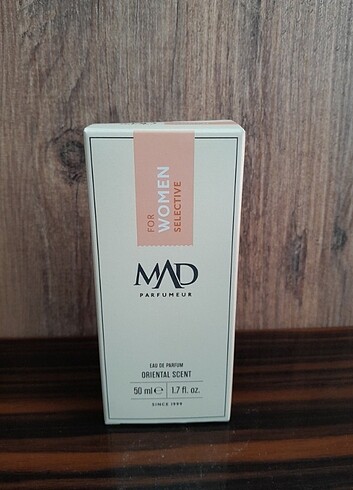 FOR
WOMEN
SELECTIVE
MAD
PARFUMEUR
EAU DE PARFUM
ORIENTAL SCENT
50 ml ℮ 1.7 fl. oz.
SINCE 1999